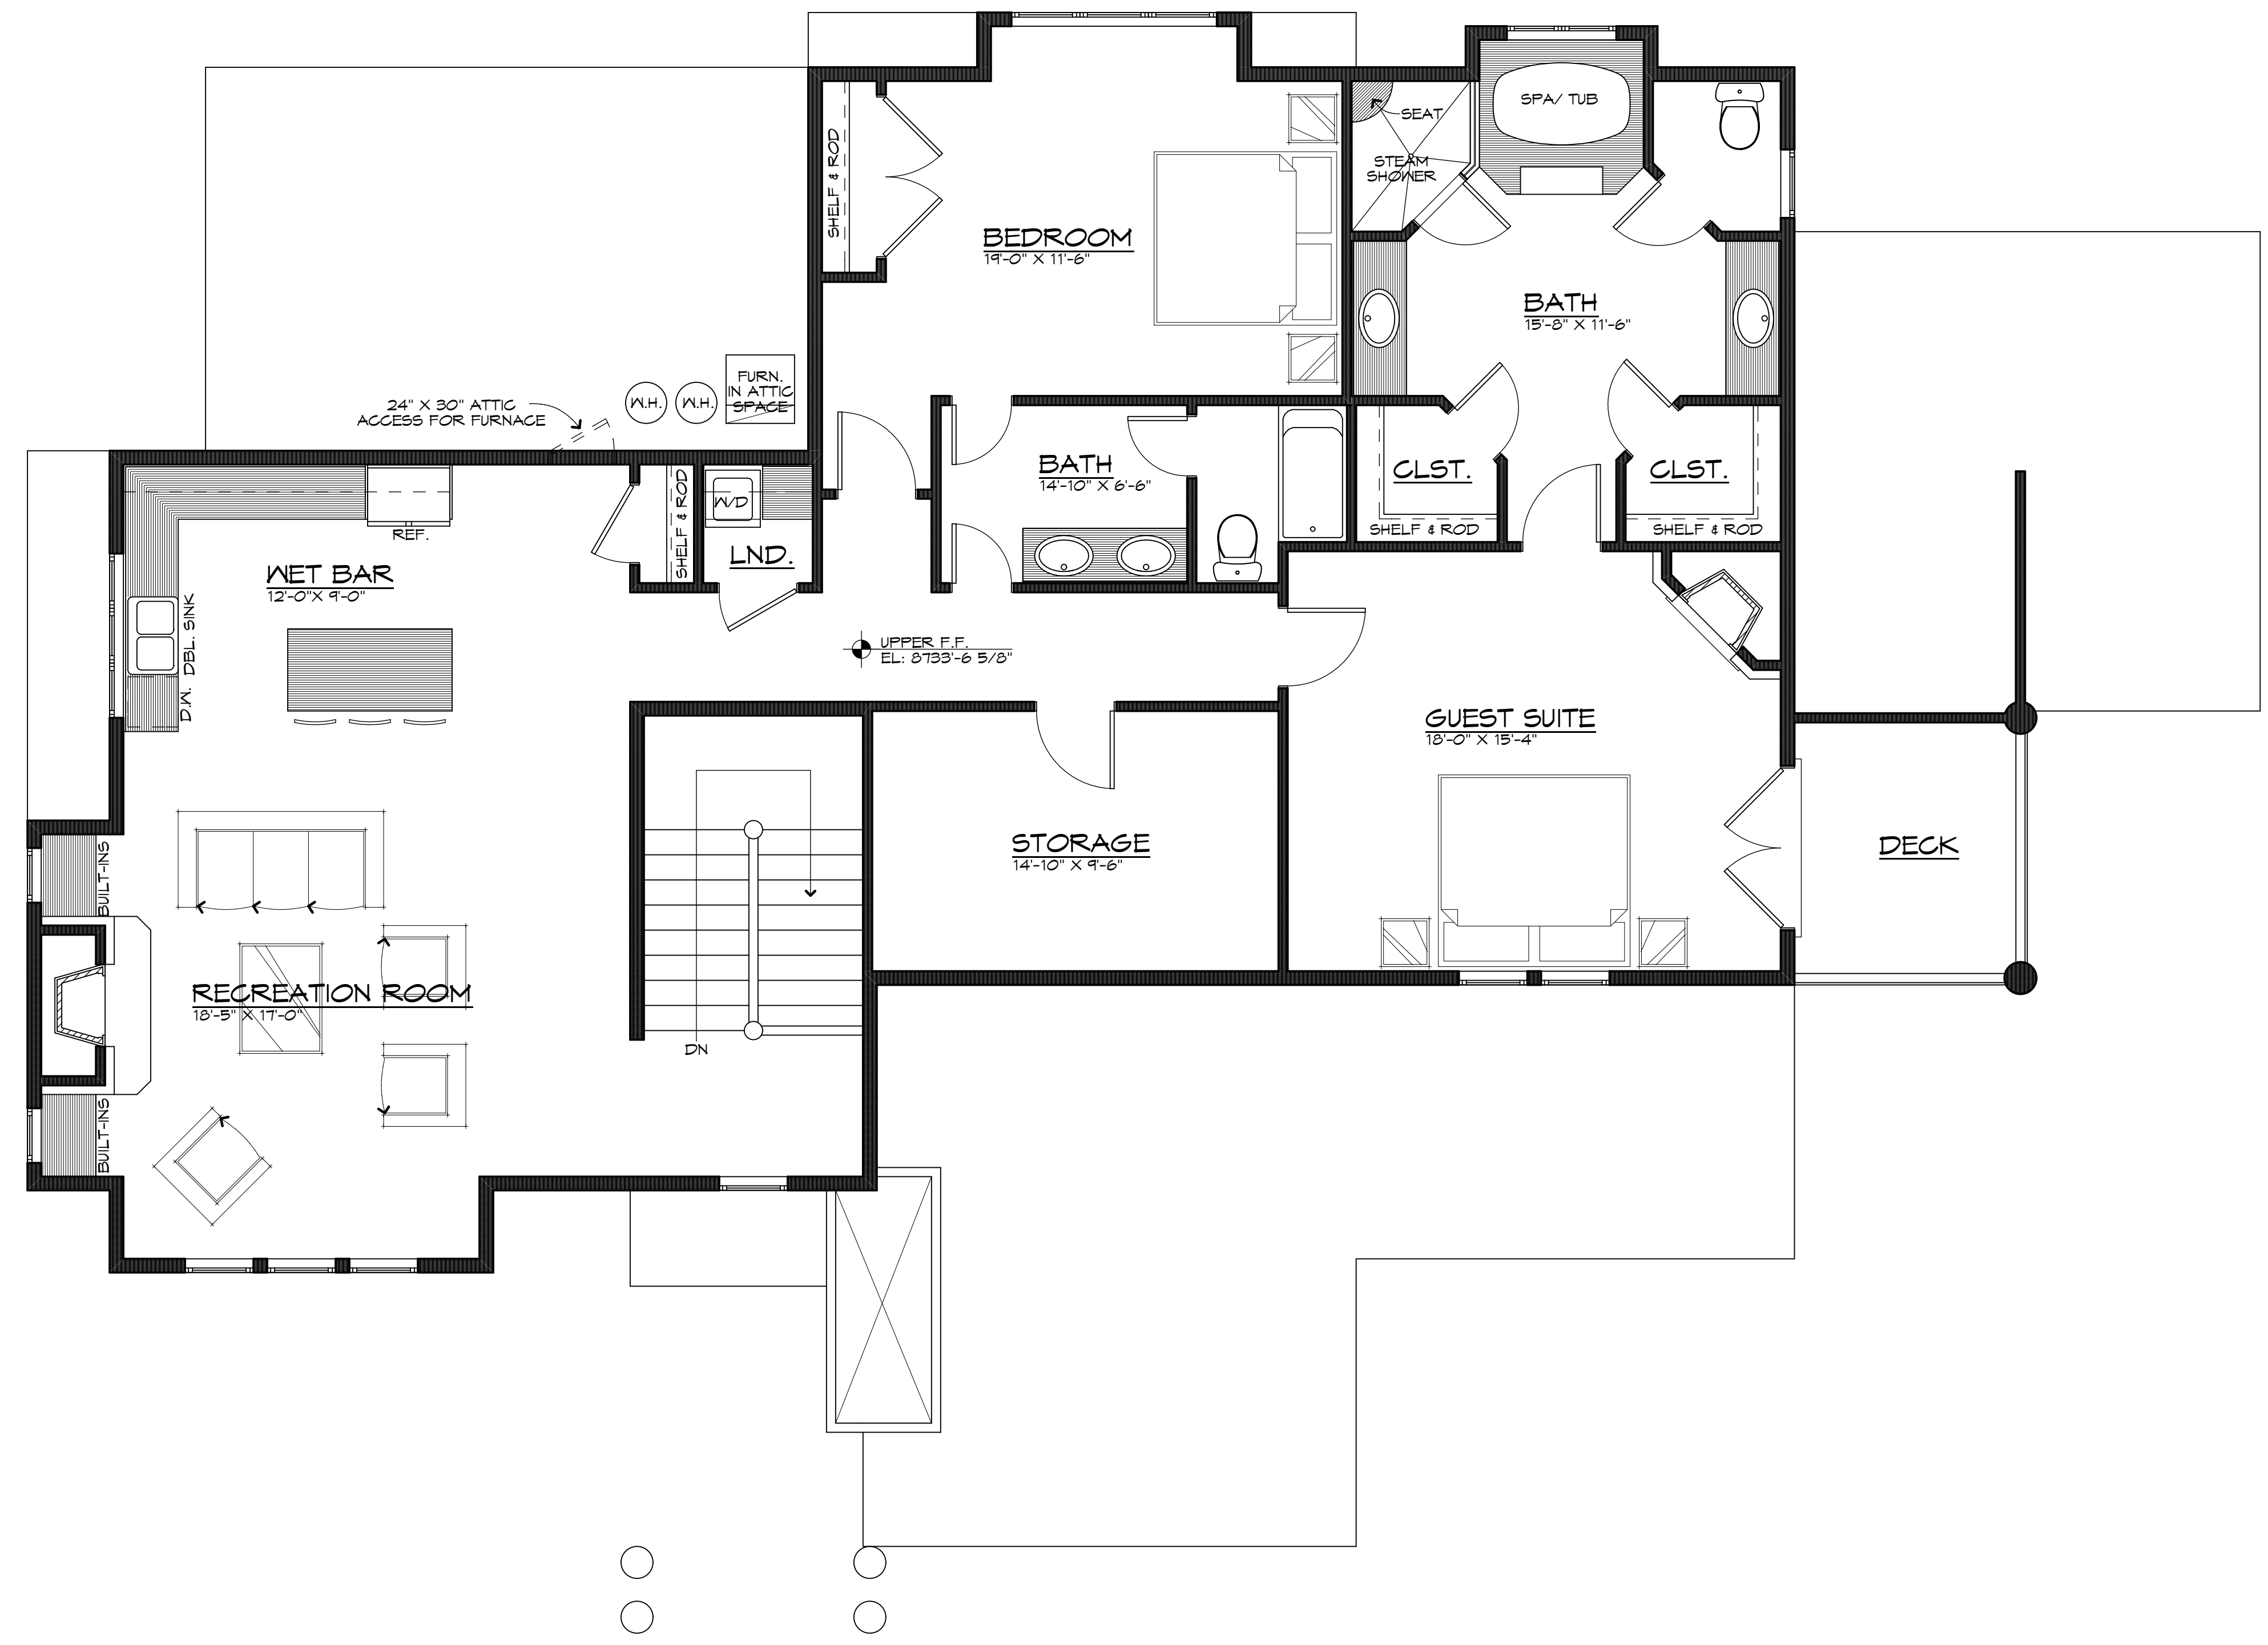 SPA/ TUB
SEAT
STEAM
SHOWER
SHELF & ROD
BEDROOM
19'-0" X 11'-6"
BATH
15'-8" X 11'-6"
FURN.
IN ATTIC
SPACE
W.H.
W.H.
24" X 30" ATTIC
ACCESS FOR FURNACE
BATH
14'-10" X 6'-6"
CLST.
CLST.
SHELF & ROD
SHELF & ROD
SHELF & ROD
W/D
LND.
REF.
WET BAR
12'-0"X 9'-0"
DBL. SINK
D.W.
UPPER F.F.
EL: 8733'-6 5/8"
GUEST SUITE
18'-0" X 15'-4"
STORAGE
14'-10" X 9'-6"
DECK
BUILT-INS
RECREATION ROOM
18'-5" X 17'-0"
DN
BUILT-INS